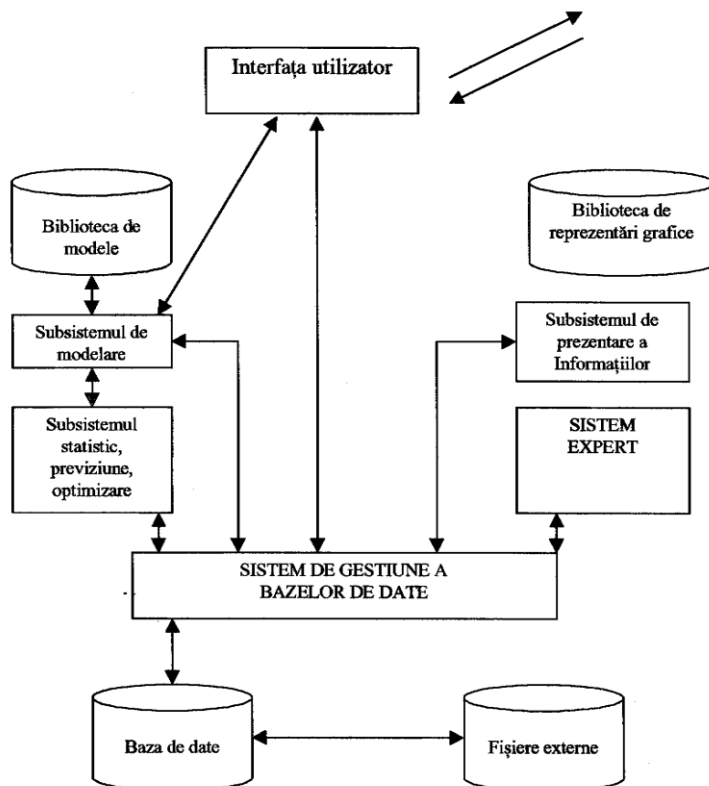 Interfața utilizator
Biblioteca de
modele
Biblioteca de
reprezentări grafice
Subsistemul de
modelare
Subsistemul de
prezentare a
Informațiilor
Subsistemul
statistic,
previziune,
optimizare
SISTEM
EXPERT
SISTEM DE GESTIUNE A
BAZELOR DE DATE
Baza de date
Fișiere externe